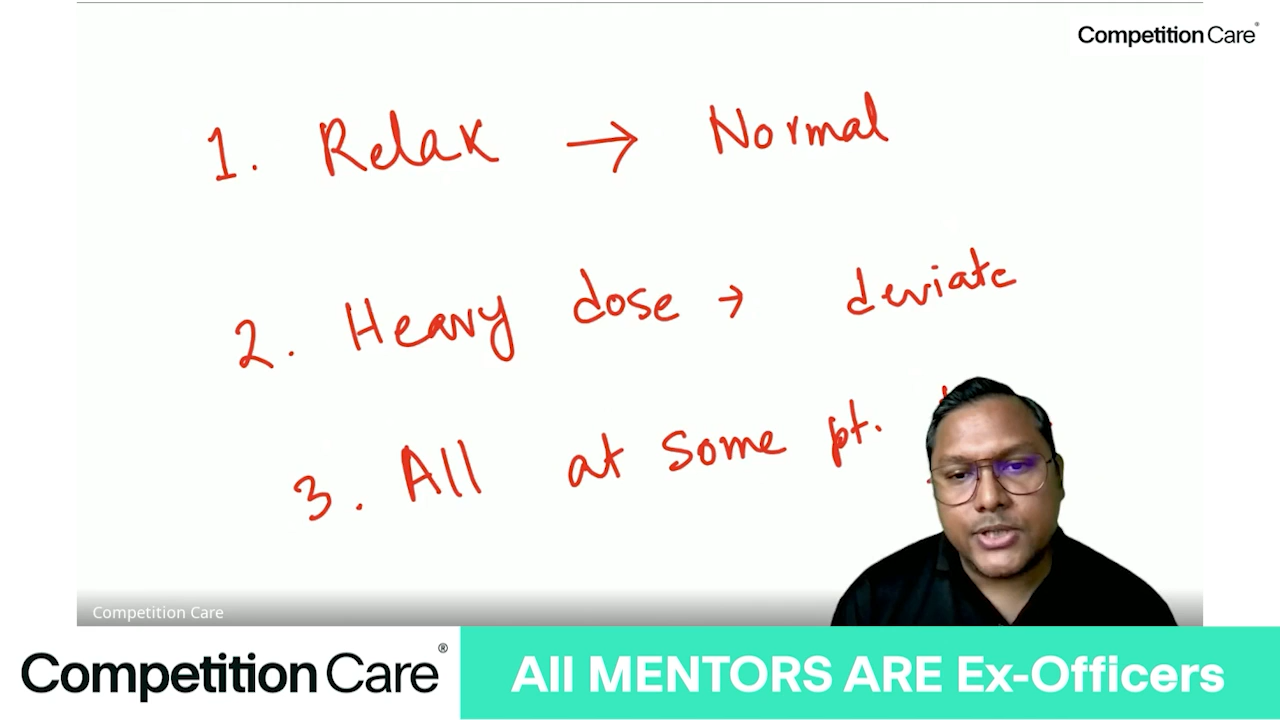 Competition Care®
1. Relax → Normal
2. Heavy dose → deviate
3. All at some pt.
Competition Care
Competition Care®
All MENTORS ARE Ex-Officers